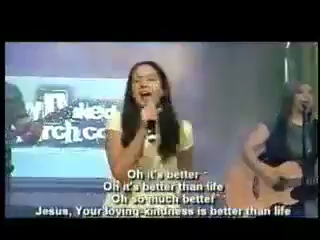 Oh it's better
Oh it's better than life
Oh so much better
Jesus, Your loving-kindness is better than life